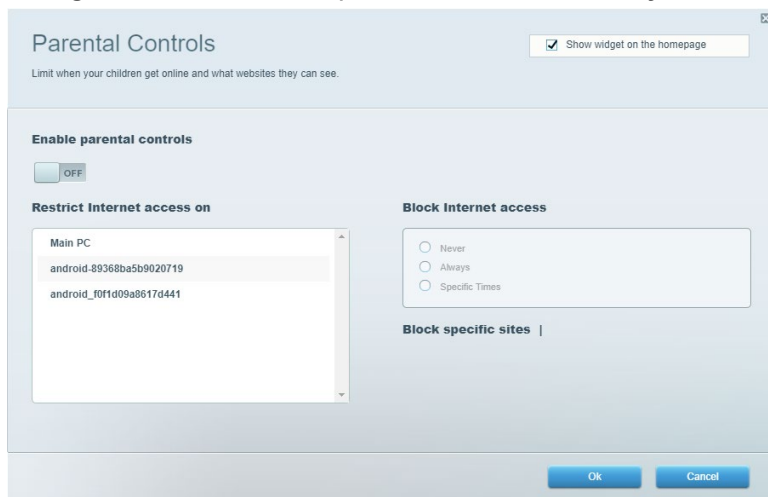 Parental Controls
Show widget on the homepage
Limit when your children get online and what websites they can see.
Enable parental controls
OFF
Restrict Internet access on
Main PC
android-89368ba5b9020719
android_f0f1d09a8617d441
Block Internet access
Never
Always
Specific Times
Block specific sites |
Ok
Cancel